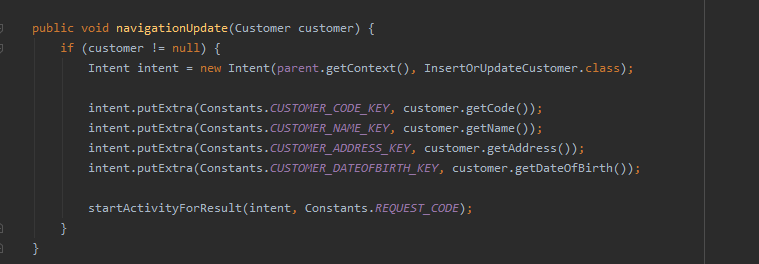 public void navigationUpdate(Customer customer) {
if (customer != null) {
Intent intent = new Intent(parent.getContext(), InsertOrUpdateCustomer.class);
intent.putExtra(Constants.CUSTOMER_CODE_KEY, customer.getCode());
intent.putExtra(Constants.CUSTOMER_NAME_KEY, customer.getName());
intent.putExtra(Constants.CUSTOMER_ADDRESS_KEY, customer.getAddress());
intent.putExtra(Constants.CUSTOMER_DATEOFBIRTH_KEY, customer.getDateOfBirth());
startActivityForResult(intent, Constants.REQUEST_CODE);
}
}